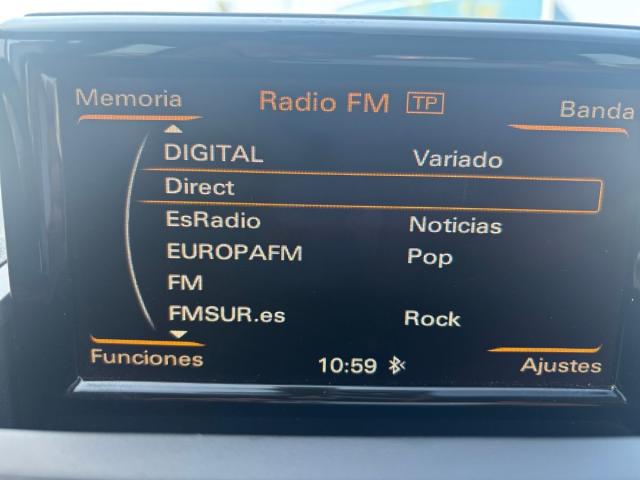 Memoria Radio FM TP Banda
DIGITAL Variado
Direct
EsRadio Noticias
EUROPAFM Pop
FM
FMSUR.es Rock
Funciones 10:59 Ajustes